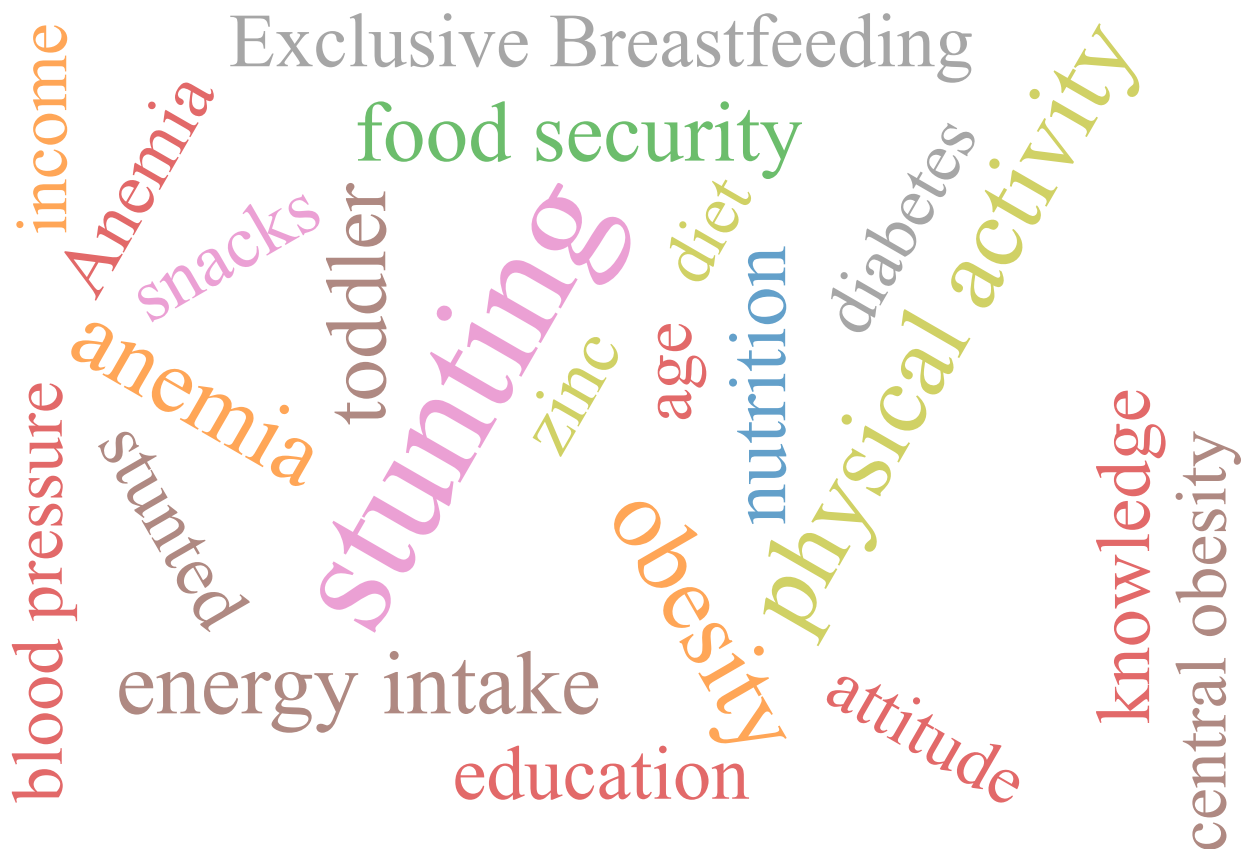 Exclusive Breastfeeding
income
Anemia
food security
snacks
toddler
stunting
diet
diabetes
physical activity
nutrition
age
zinc
anemia
stunted
blood pressure
obesity
knowledge
central obesity
energy intake
attitude
education